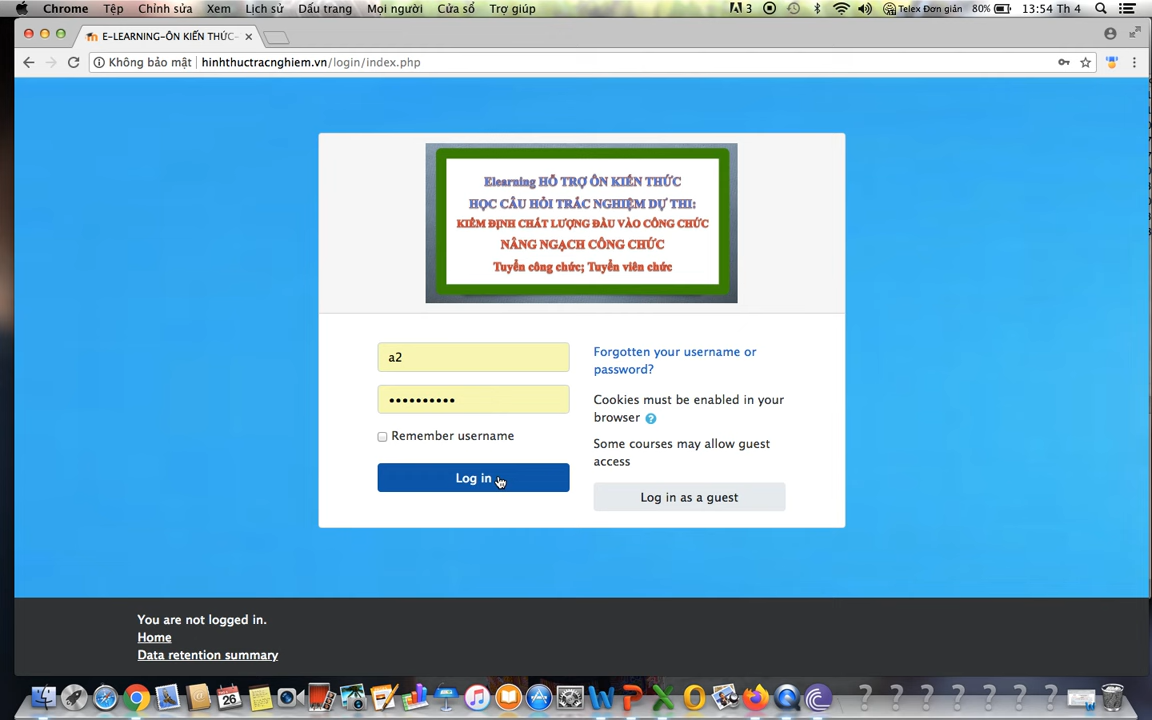 Chrome Tệp Chỉnh sửa Xem Lịch sử Dấu trang Mọi người Cửa sổ Trợ giúp 3 Telex Đơn giản 80% 13:54 Th 4
E-LEARNING-ÔN KIẾN THỨC-
Không bảo mật hinhthuctracnghiem.vn/login/index.php
Elearning HỖ TRỢ ÔN KIẾN THỨC
HỌC CÂU HỎI TRẮC NGHIỆM DỰ THI:
KIỂM ĐỊNH CHẤT LƯỢNG ĐẦU VÀO CÔNG CHỨC
NÂNG NGẠCH CÔNG CHỨC
Tuyển công chức; Tuyển viên chức
a2
Remember username
Log in
Forgotten your username or
password?
Cookies must be enabled in your
browser
Some courses may allow guest
access
Log in as a guest
You are not logged in.
Home
Data retention summary
26